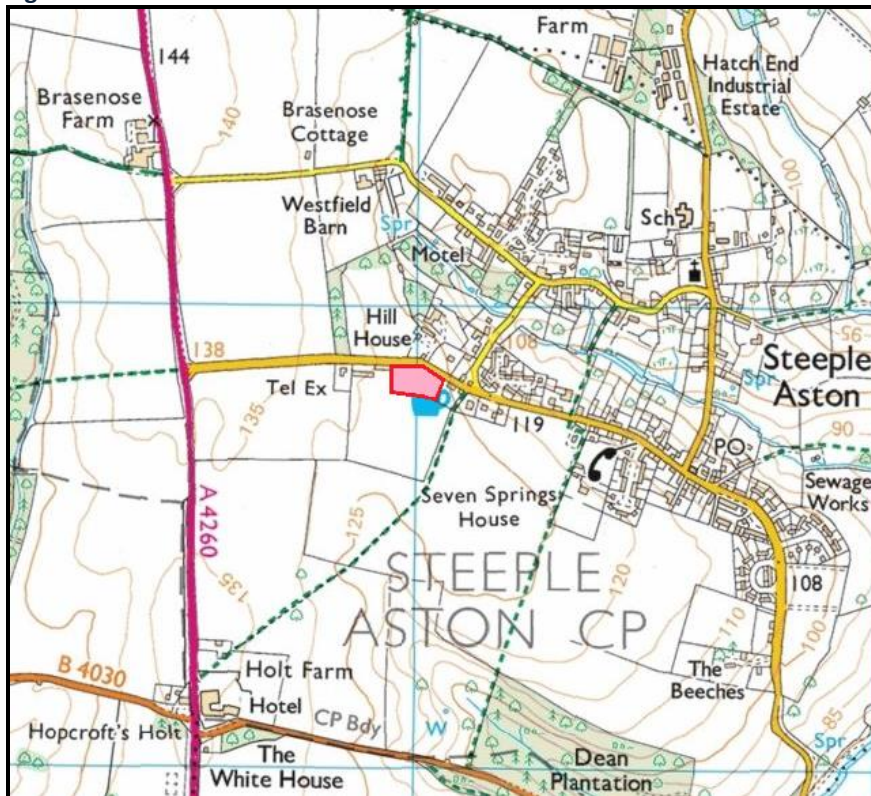 144
Brasenose
Farm
140
Brasenose
Cottage
Farm
Hatch End
Industrial
Estate
100
Westfield
Barn
Spr
Motel
Sch
Hill
House
108
95
138
Tel Ex
135
119
Steeple
Aston
Spr
90
PO
Sewage
Works
A 4260
125
Seven Springs
House
STEEPLE
ASTON CP
120
135
110
108
100
The
Beeches
B 4030
Holt Farm
Hotel
CP Bdy
W
85
Hopcroft's Holt
The
White House
Dean
Plantation
Spr